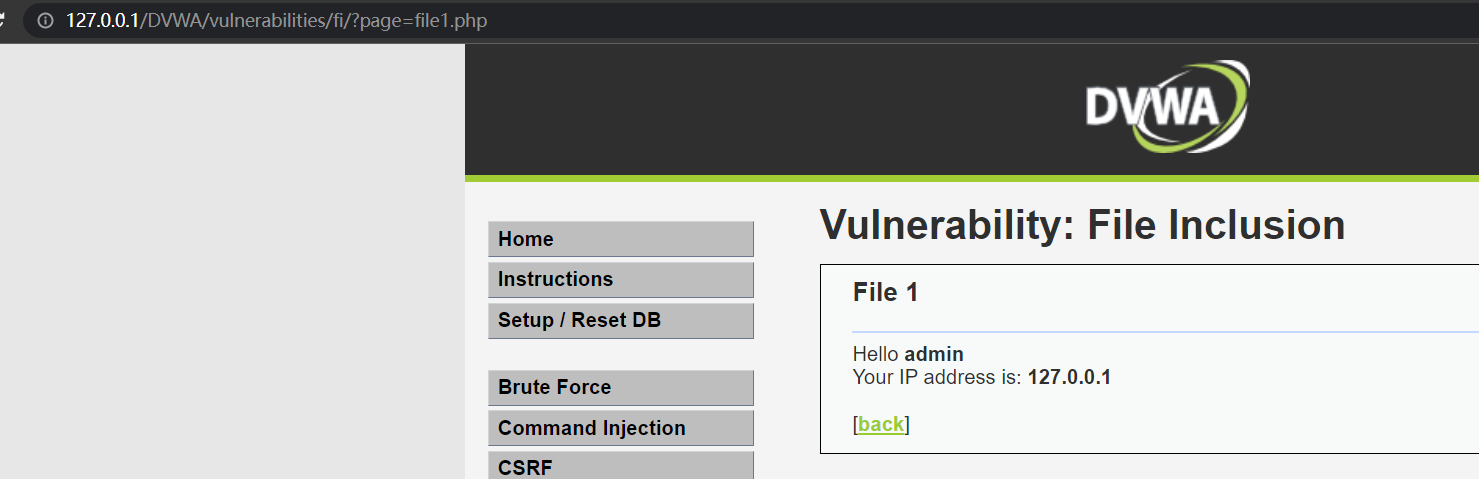 127.0.0.1/DVWA/vulnerabilities/fi/?page=file1.php
DVWA
Home
Instructions
Setup / Reset DB
Brute Force
Command Injection
CSRF
Vulnerability: File Inclusion
File 1
Hello admin
Your IP address is: 127.0.0.1
[back]